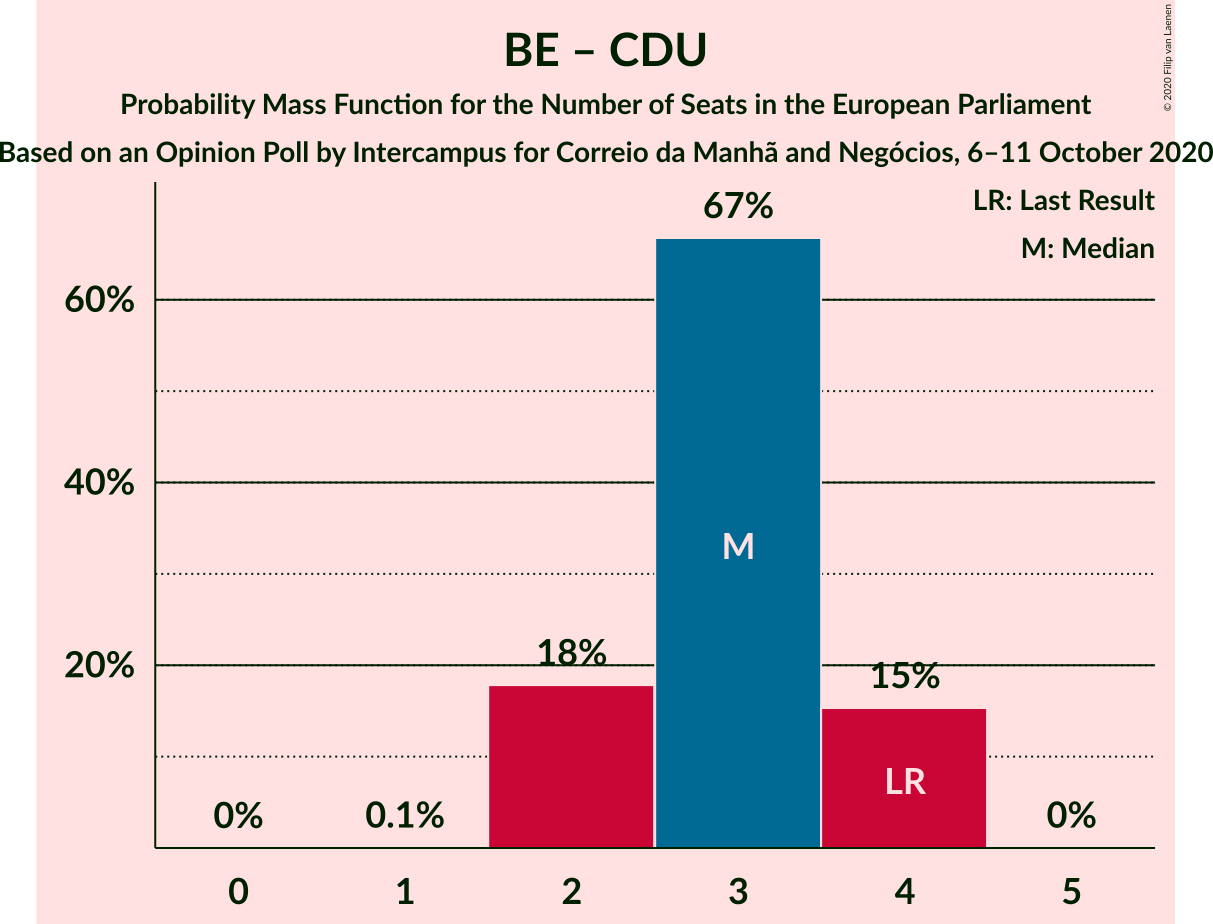 BE – CDU
Probability Mass Function for the Number of Seats in the European Parliament
Based on an Opinion Poll by Intercampus for Correio da Manhã and Negócios, 6–11 October 2020
© 2020 Filip van Laenen
LR: Last Result
M: Median
60%
40%
20%
0%
0.1%
18%
67%
15%
0%
M
LR
0
1
2
3
4
5